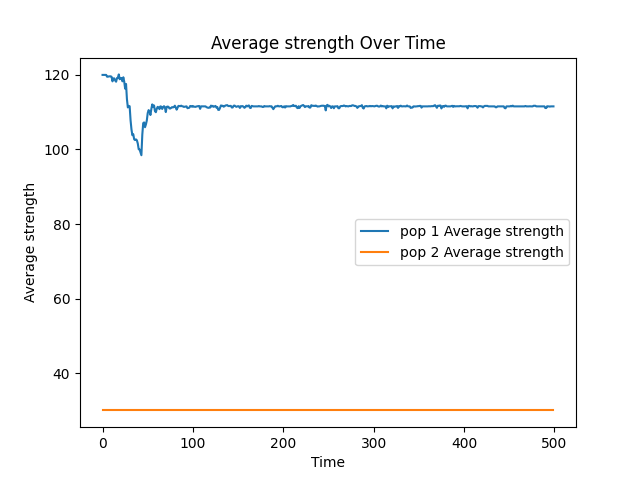 Average strength Over Time
Average strength
120
100
80
60
40
pop 1 Average strength
pop 2 Average strength
0
100
200
300
400
500
Time